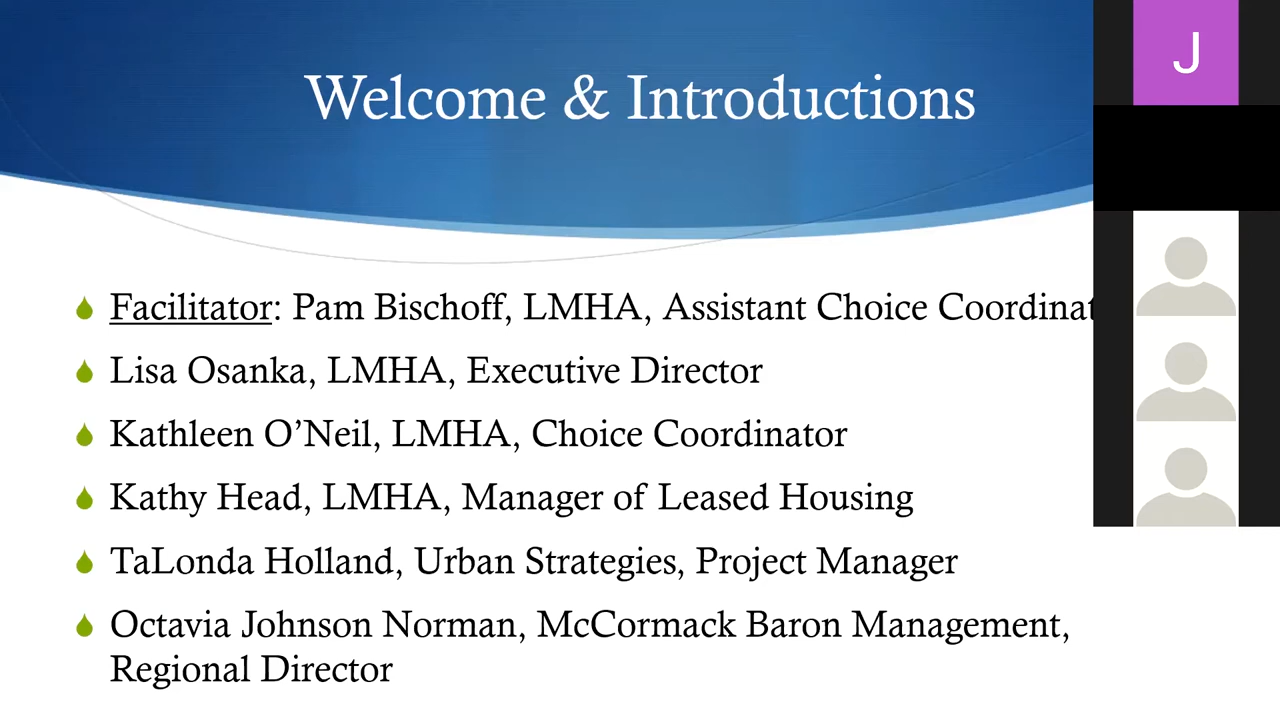 Welcome & Introductions
J
Facilitator: Pam Bischoff, LMHA, Assistant Choice Coordinat
Lisa Osanka, LMHA, Executive Director
Kathleen O’Neil, LMHA, Choice Coordinator
Kathy Head, LMHA, Manager of Leased Housing
TaLonda Holland, Urban Strategies, Project Manager
Octavia Johnson Norman, McCormack Baron Management,
Regional Director